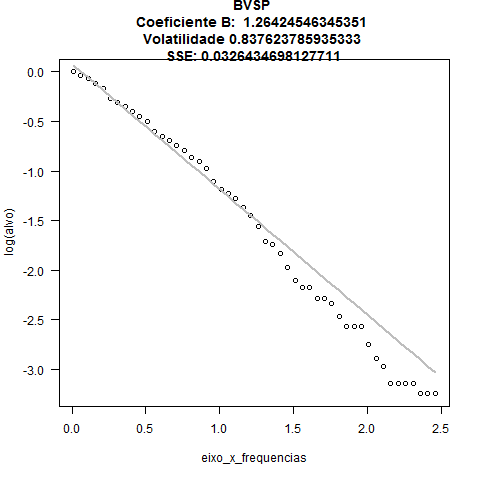 BVSP
Coeficiente B:  1.26424546345351
Volatilidade 0.837623785935333
SSE: 0.0326434698127711
0.0
-0.5
-1.0
-1.5
-2.0
-2.5
-3.0
log(alvo)
0.0
0.5
1.0
1.5
2.0
2.5
eixo_x_frequencias